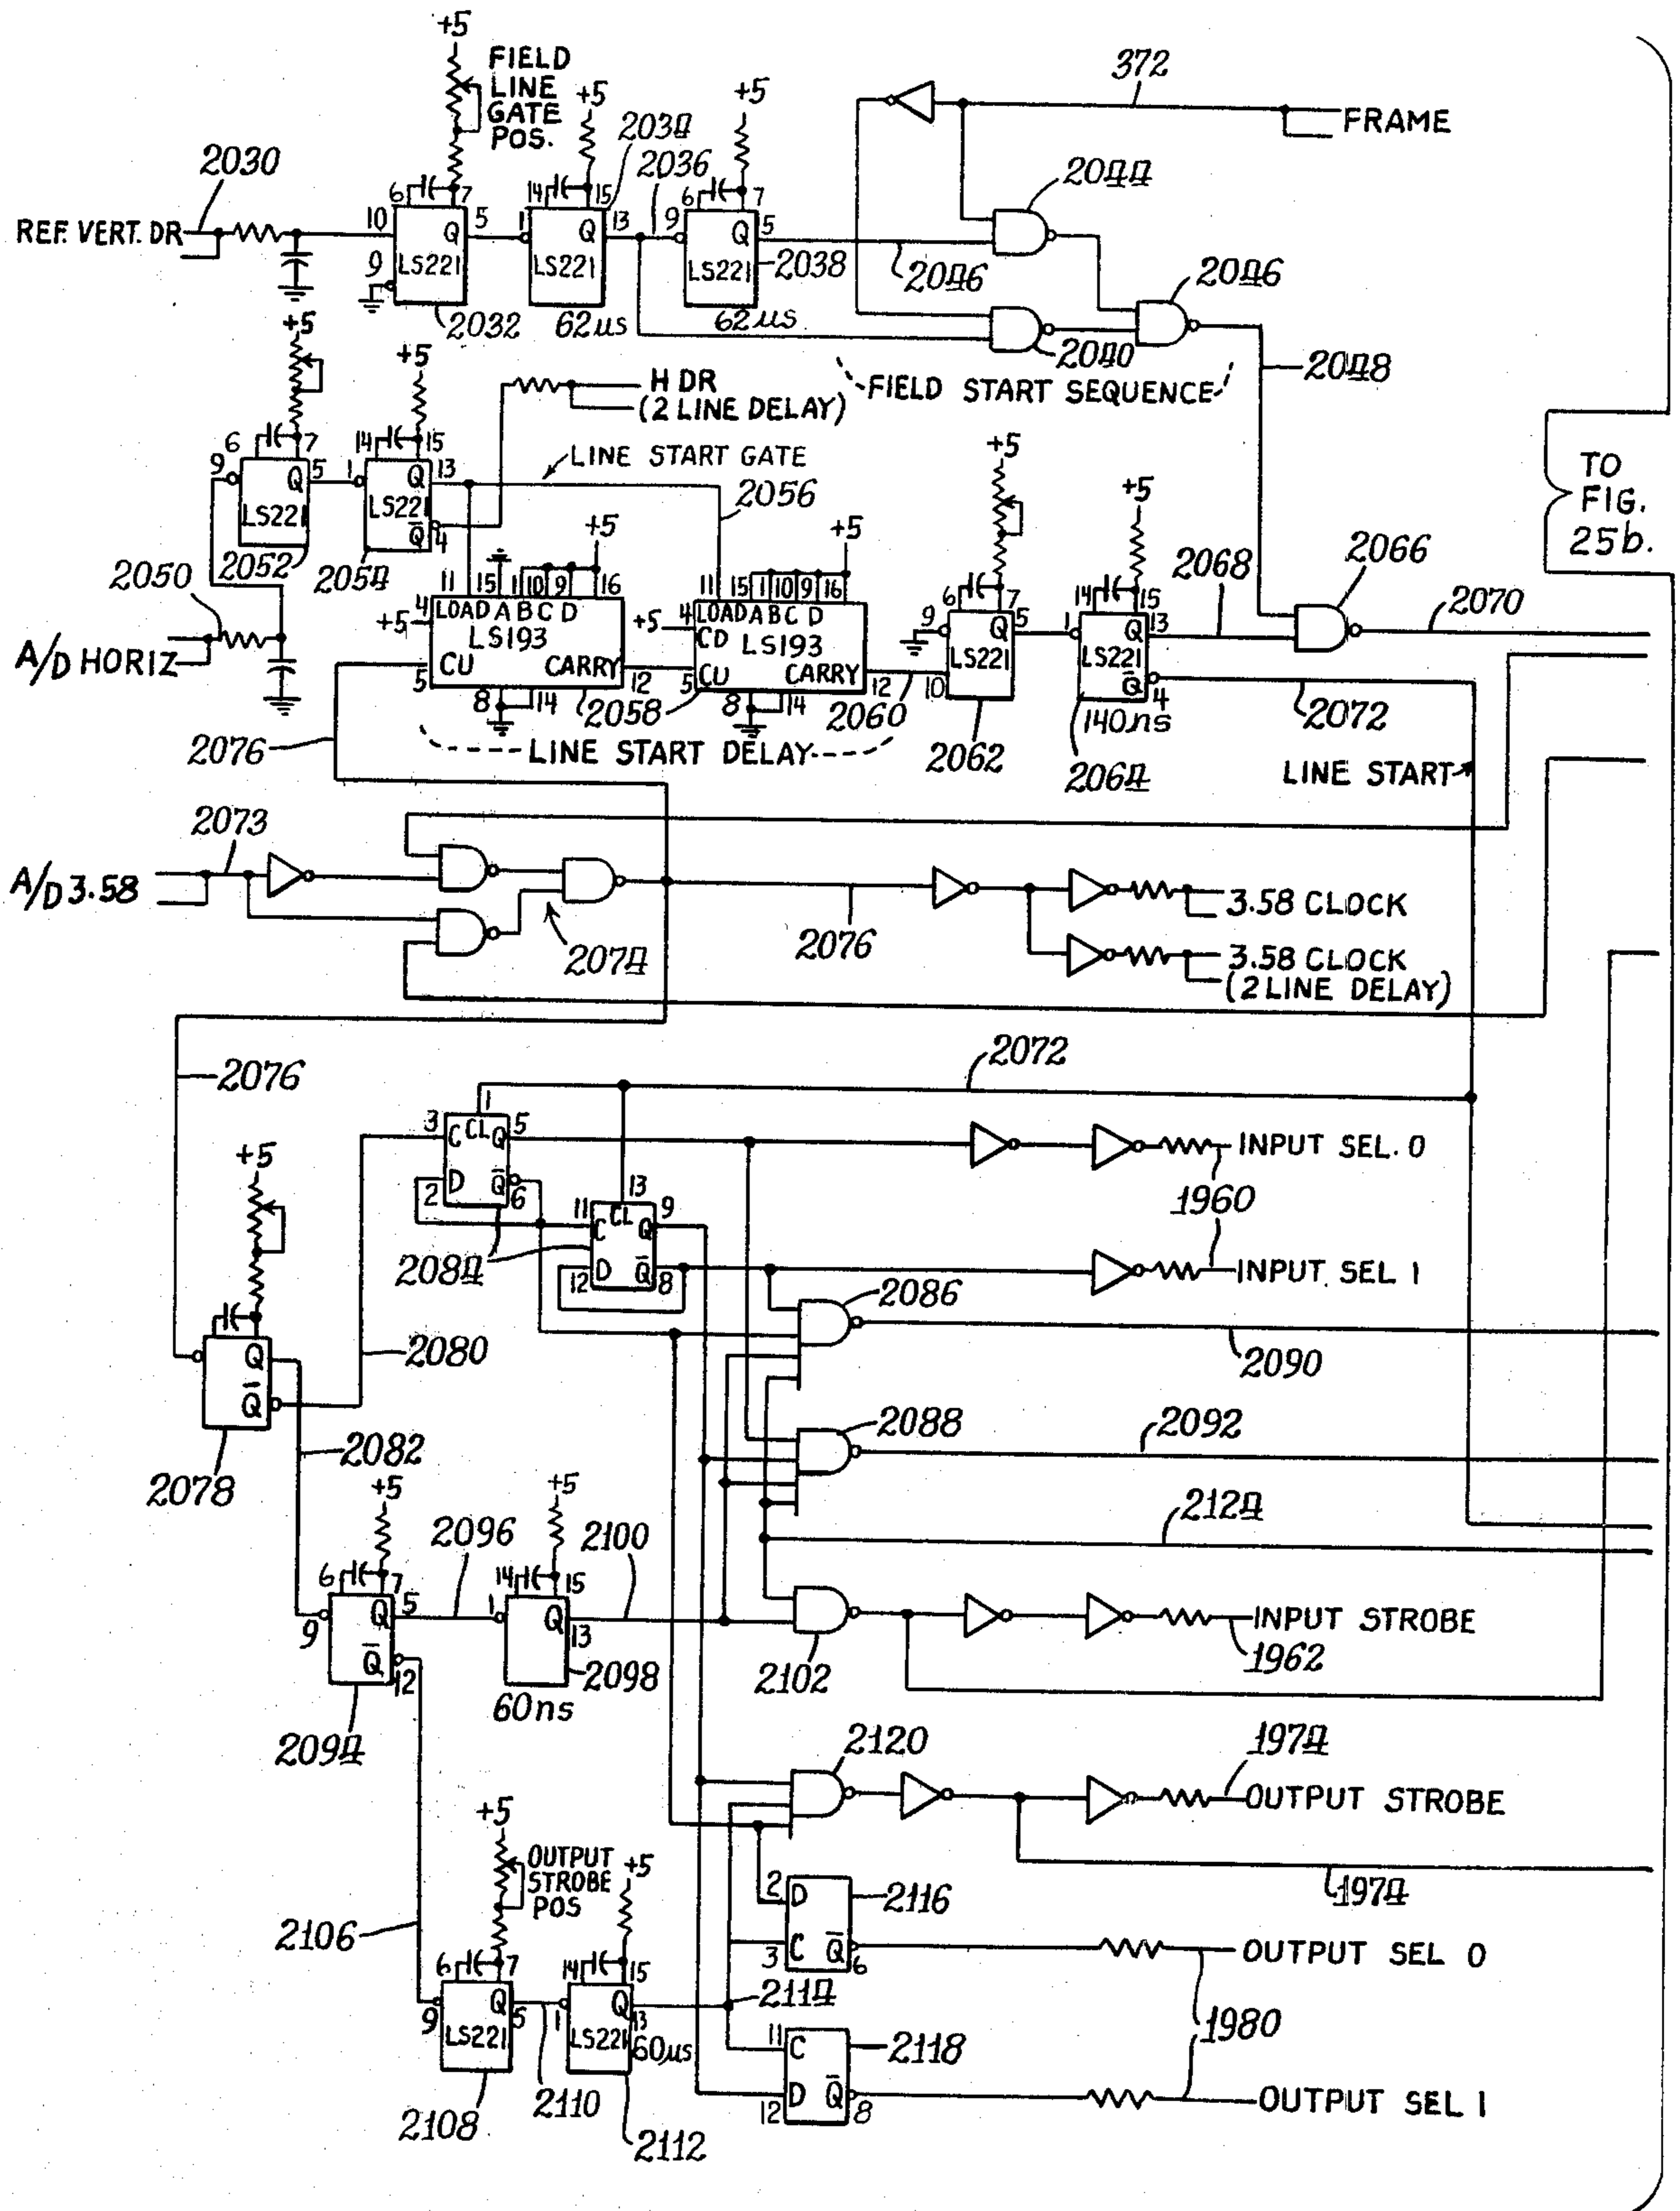 +5
FIELD
LINE
GATE
POS.
+5
+5
372
FRAME
2030
2034
2036
2044
REF. VERT. DR
10
6
7
5
Q
9
LS221
2032
1
14
15
13
Q
LS221
62us
9
6
7
5
Q
LS221
2038
62us
2046
2046
2040
2048
FIELD START SEQUENCE
+5
+5
H DR
(2 LINE DELAY)
LINE START GATE
2056
9
6
7
5
Q
LS221
2052
1
14
15
13
Q
LS221
Q̅
4
2054
2050
A/D HORIZ
+5
11
15
1
10
9
16
4
+5
LOAD A B C D
LS193
CU
CARRY
5
12
8
14
2058
+5
11
15
1
10
9
16
4
+5
LOAD A B C D
CD
LS193
CU
CARRY
5
12
8
14
2060
LINE START DELAY
+5
9
6
7
5
Q
LS221
10
2062
+5
1
14
15
13
Q
LS221
Q̅
4
140ns
2064
2068
2066
2070
2072
LINE START
TO
FIG.
25b.
2076
2073
A/D 3.58
2074
2076
3.58 CLOCK
3.58 CLOCK
(2 LINE DELAY)
2076
2072
3
1
5
C
CL
Q
D
Q̅
2
6
2084
11
13
9
C
CL
Q
D
Q̅
12
8
INPUT SEL. 0
1960
INPUT SEL 1
+5
2080
Q
Q̅
2078
2082
2086
2090
2088
2092
2124
+5
6
7
5
Q
9
Q̅
12
2094
2096
+5
14
15
1
Q
13
2098
60ns
2100
2102
INPUT STROBE
1962
2120
1974
OUTPUT STROBE
1974
+5
OUTPUT
STROBE
POS
+5
2106
6
7
Q
9
5
LS221
2108
2110
14
15
1
Q
13
LS221
60us
2112
2114
2
D
3
C
Q̅
6
2116
OUTPUT SEL 0
1980
11
C
D
Q̅
12
8
2118
OUTPUT SEL 1